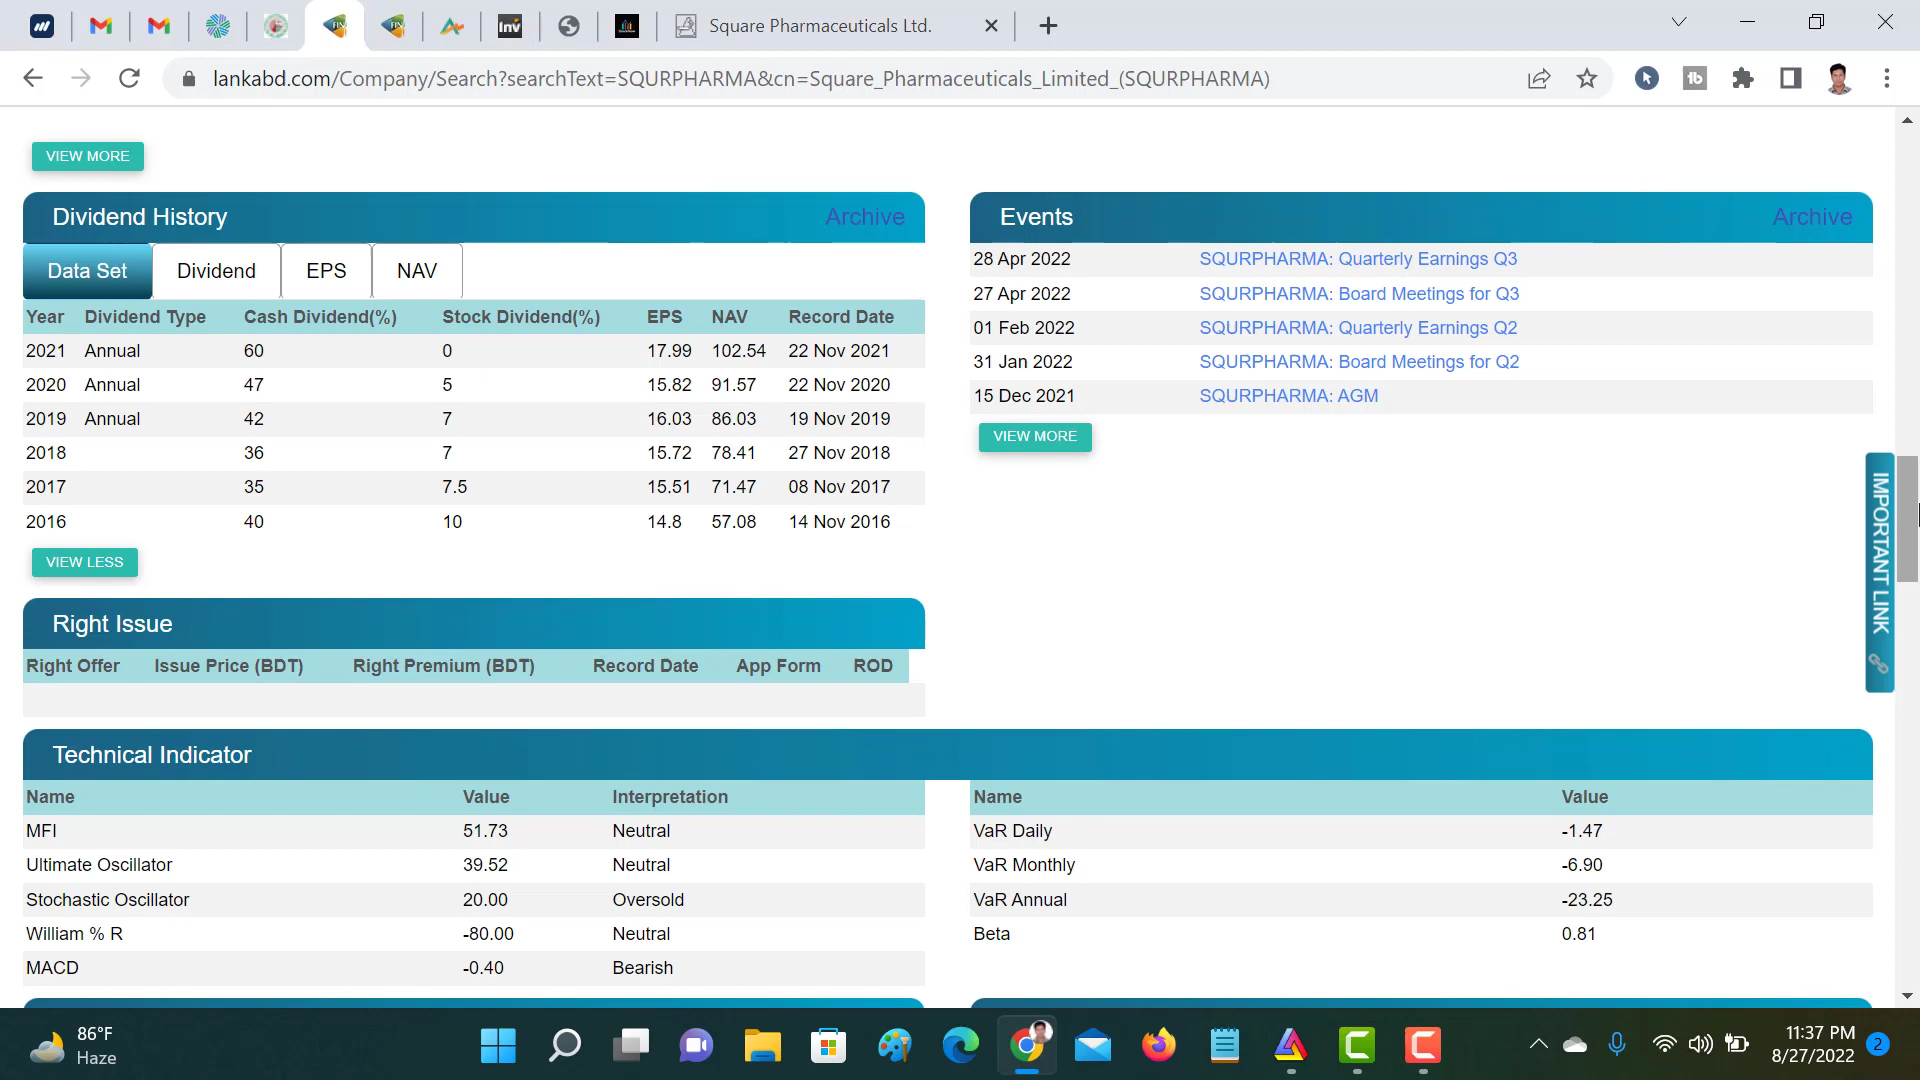 Inv
Square Pharmaceuticals Ltd.
lankabd.com/Company/Search?searchText=SQURPHARMA&cn=Square_Pharmaceuticals_Limited_(SQURPHARMA)
VIEW MORE
Dividend History Archive
Data Set Dividend EPS NAV
Year Dividend Type Cash Dividend(%) Stock Dividend(%) EPS NAV Record Date
2021 Annual 60 0 17.99 102.54 22 Nov 2021
2020 Annual 47 5 15.82 91.57 22 Nov 2020
2019 Annual 42 7 16.03 86.03 19 Nov 2019
2018 36 7 15.72 78.41 27 Nov 2018
2017 35 7.5 15.51 71.47 08 Nov 2017
2016 40 10 14.8 57.08 14 Nov 2016
VIEW LESS
Events Archive
28 Apr 2022 SQURPHARMA: Quarterly Earnings Q3
27 Apr 2022 SQURPHARMA: Board Meetings for Q3
01 Feb 2022 SQURPHARMA: Quarterly Earnings Q2
31 Jan 2022 SQURPHARMA: Board Meetings for Q2
15 Dec 2021 SQURPHARMA: AGM
VIEW MORE
IMPORTANT LINK
Right Issue
Right Offer Issue Price (BDT) Right Premium (BDT) Record Date App Form ROD
Technical Indicator
Name Value Interpretation
MFI 51.73 Neutral
Ultimate Oscillator 39.52 Neutral
Stochastic Oscillator 20.00 Oversold
William % R -80.00 Neutral
MACD -0.40 Bearish
Name Value
VaR Daily -1.47
VaR Monthly -6.90
VaR Annual -23.25
Beta 0.81
86°F
Haze
11:37 PM
8/27/2022
2